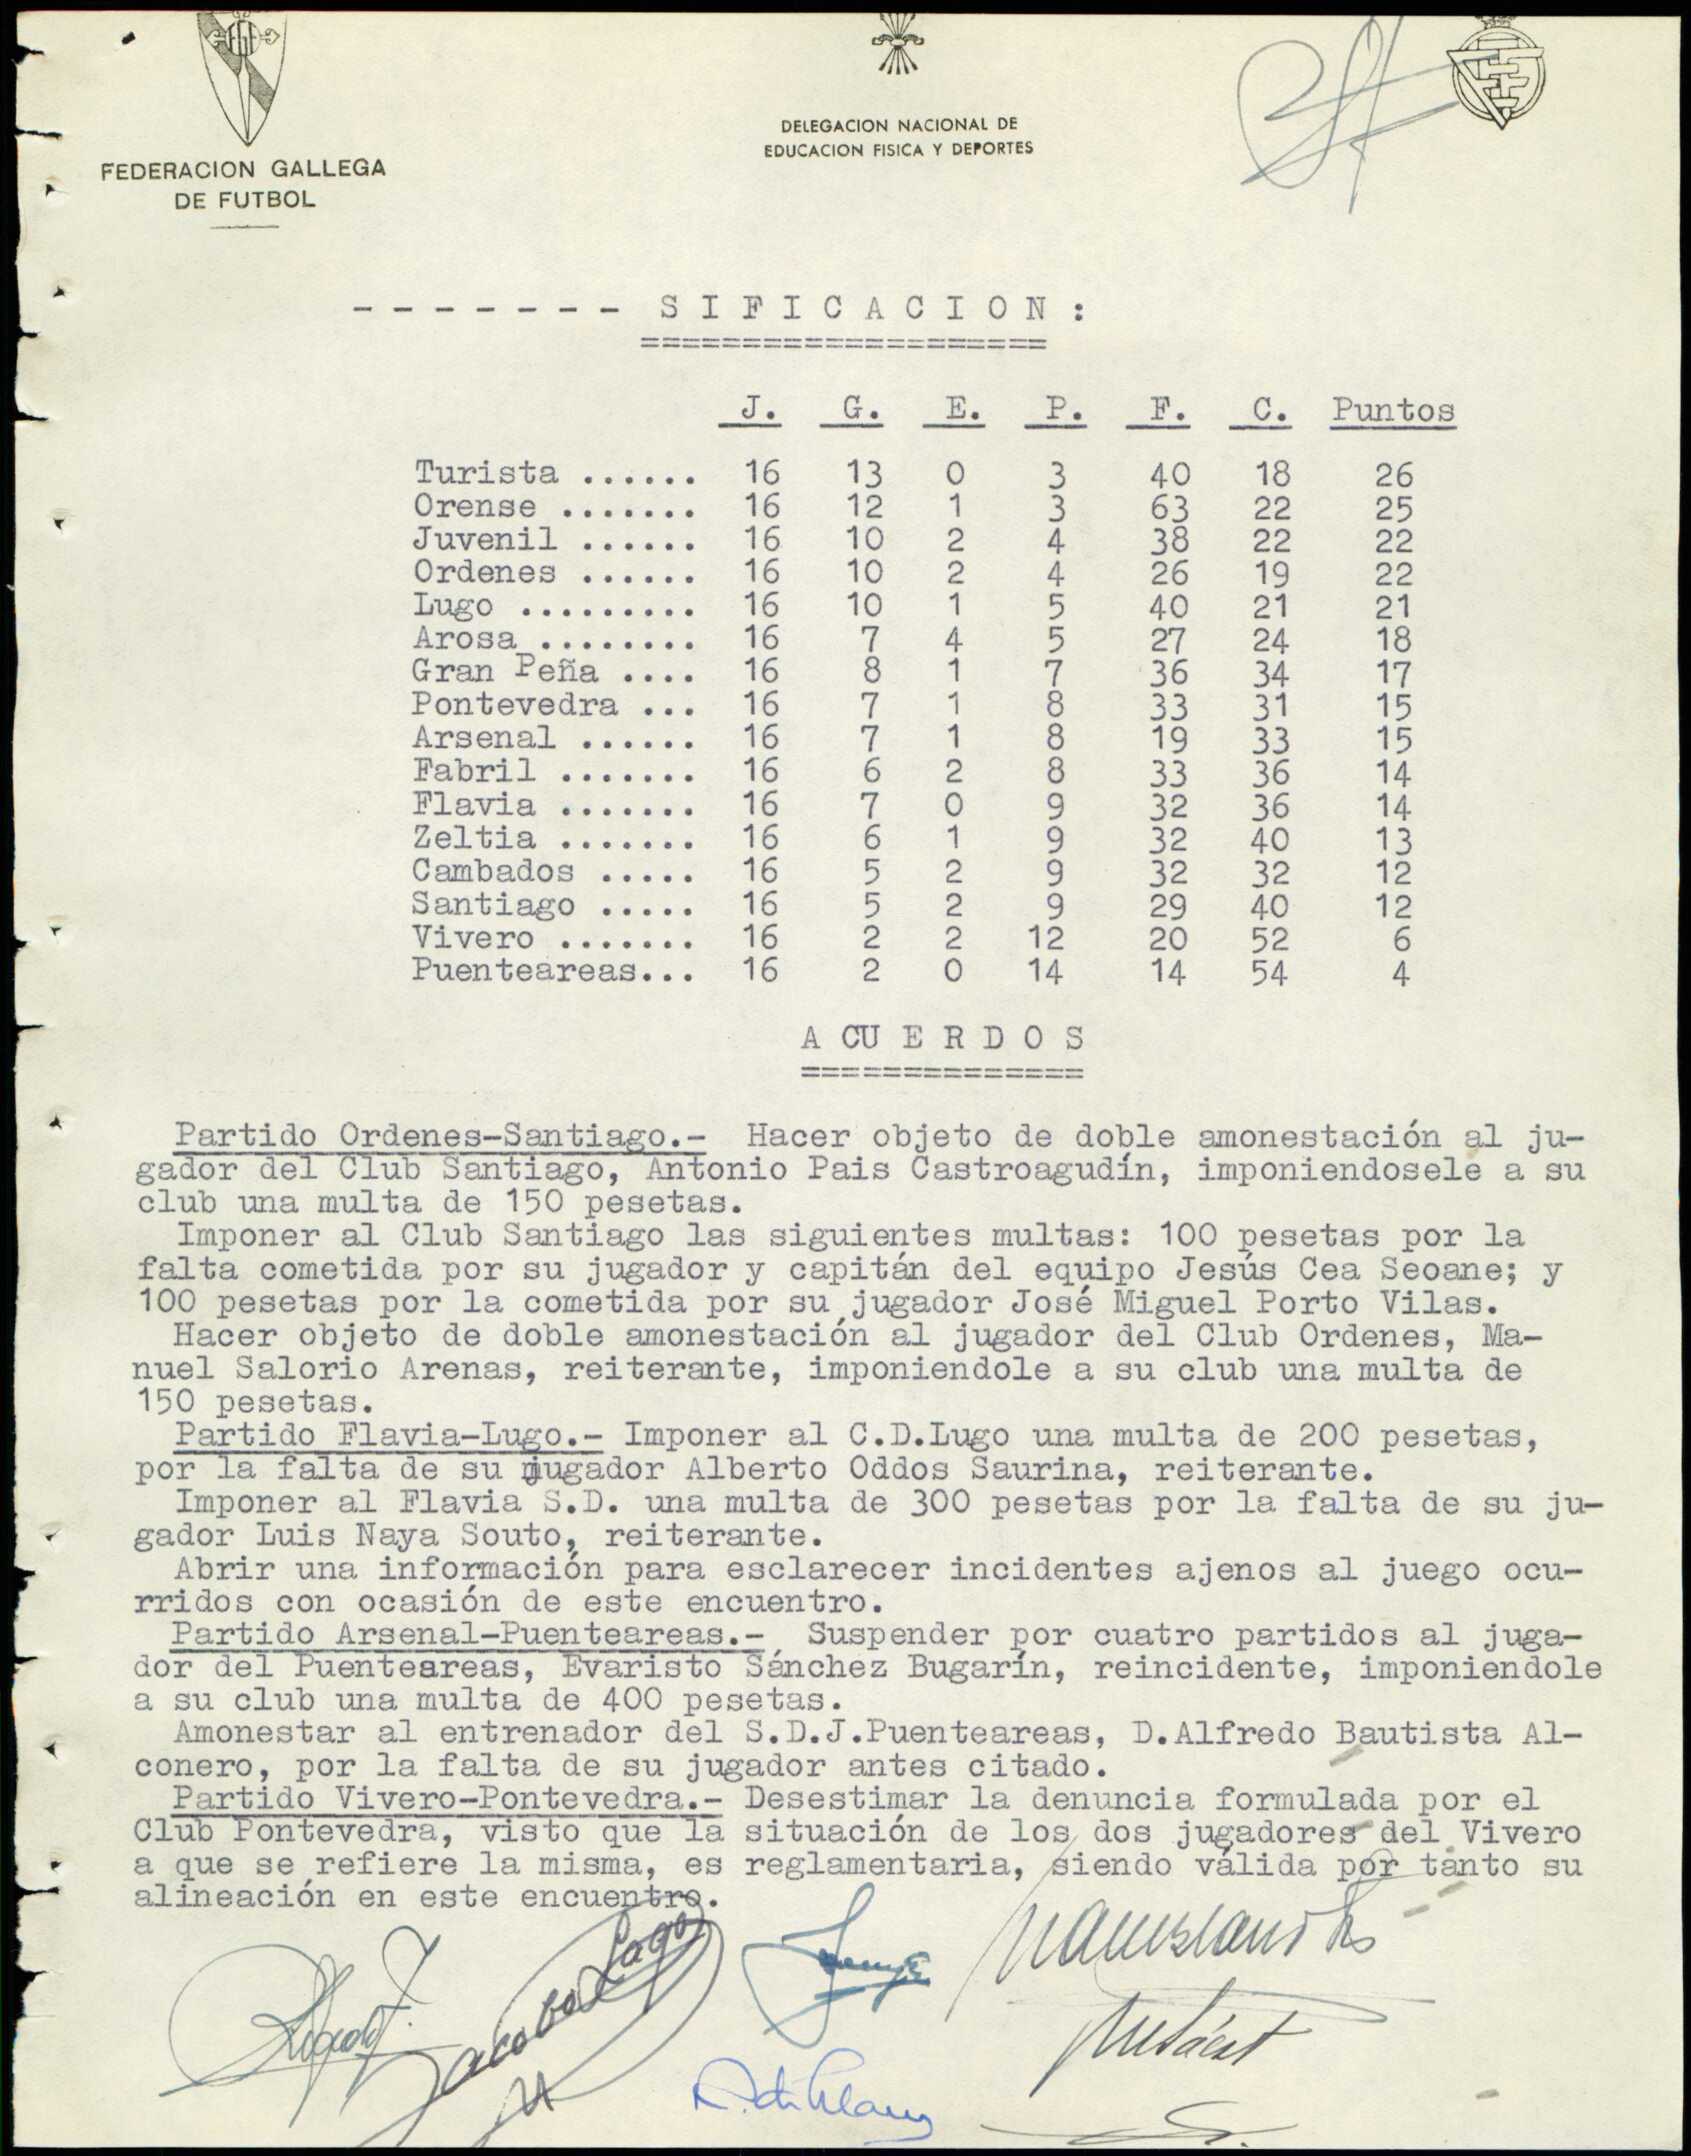 FEDERACION GALLEGA
DE FUTBOL
DELEGACION NACIONAL DE
EDUCACION FISICA Y DEPORTES
- - - - - - - S I F I C A C I O N :
====================
J. G. E. P. F. C. Puntos
Turista ...... 16 13 0 3 40 18 26
Orense ....... 16 12 1 3 63 22 25
Juvenil ...... 16 10 2 4 38 22 22
Ordenes ...... 16 10 2 4 26 19 22
Lugo ......... 16 10 1 5 40 21 21
Arosa ........ 16 7 4 5 27 24 18
Gran Peña .... 16 8 1 7 36 34 17
Pontevedra ... 16 7 1 8 33 31 15
Arsenal ...... 16 7 1 8 19 33 15
Fabril ....... 16 6 2 8 33 36 14
Flavia ....... 16 7 0 9 32 36 14
Zeltia ....... 16 6 1 9 32 40 13
Cambados ..... 16 5 2 9 32 32 12
Santiago ..... 16 5 2 9 29 40 12
Vivero ....... 16 2 2 12 20 52 6
Puenteareas... 16 2 0 14 14 54 4
A CU E R D O S
==============
Partido Ordenes-Santiago.- Hacer objeto de doble amonestación al ju-
gador del Club Santiago, Antonio Pais Castroagudín, imponiendosele a su
club una multa de 150 pesetas.
Imponer al Club Santiago las siguientes multas: 100 pesetas por la
falta cometida por su jugador y capitán del equipo Jesús Cea Seoane; y
100 pesetas por la cometida por su jugador José Miguel Porto Vilas.
Hacer objeto de doble amonestación al jugador del Club Ordenes, Ma-
nuel Salorio Arenas, reiterante, imponiendole a su club una multa de
150 pesetas.
Partido Flavia-Lugo.- Imponer al C.D.Lugo una multa de 200 pesetas,
por la falta de su jugador Alberto Oddos Saurina, reiterante.
Imponer al Flavia S.D. una multa de 300 pesetas por la falta de su ju-
gador Luis Naya Souto, reiterante.
Abrir una información para esclarecer incidentes ajenos al juego ocu-
rridos con ocasión de este encuentro.
Partido Arsenal-Puenteareas.- Suspender por cuatro partidos al juga-
dor del Puenteareas, Evaristo Sánchez Bugarín, reincidente, imponiendole
a su club una multa de 400 pesetas.
Amonestar al entrenador del S.D.J.Puenteareas, D.Alfredo Bautista Al-
conero, por la falta de su jugador antes citado.
Partido Vivero-Pontevedra.- Desestimar la denuncia formulada por el
Club Pontevedra, visto que la situación de los dos jugadores del Vivero
a que se refiere la misma, es reglamentaria, siendo válida por tanto su
alineación en este encuentro.
Jacobo Lago